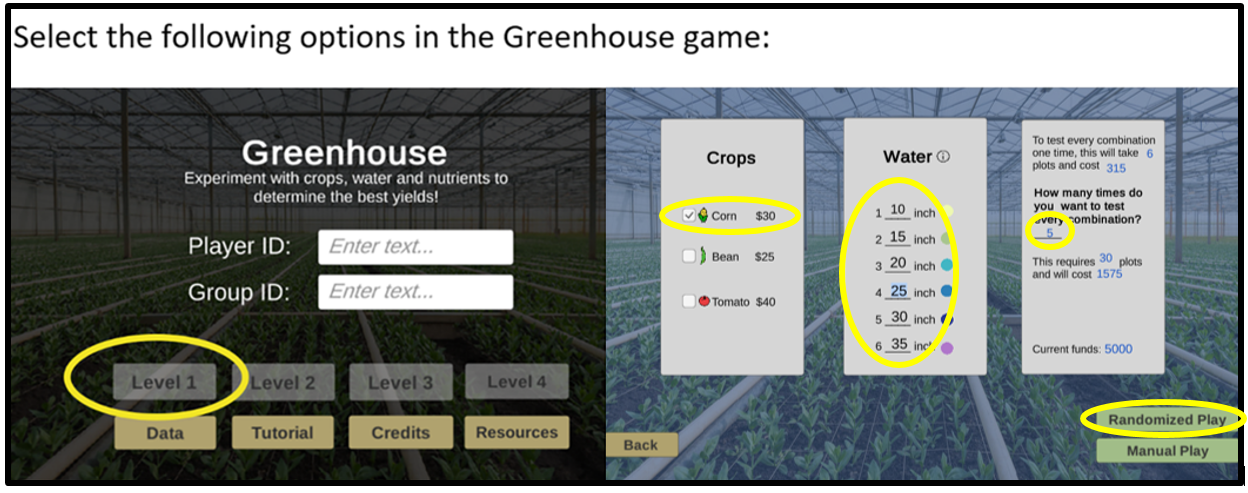 Select the following options in the Greenhouse game:
Greenhouse
Experiment with crops, water and nutrients to
determine the best yields!
Player ID: Enter text...
Group ID: Enter text...
Level 1 Level 2 Level 3 Level 4
Data Tutorial Credits Resources
Crops
Corn $30
Bean $25
Tomato $40
Water
1 10 inch
2 15 inch
3 20 inch
4 25 inch
5 30 inch
6 35 inch
To test every combination
one time, this will take 6
plots and cost 315
How many times do
you want to test
every combination?
5
This requires 30 plots
and will cost 1575
Current funds: 5000
Back
Randomized Play
Manual Play